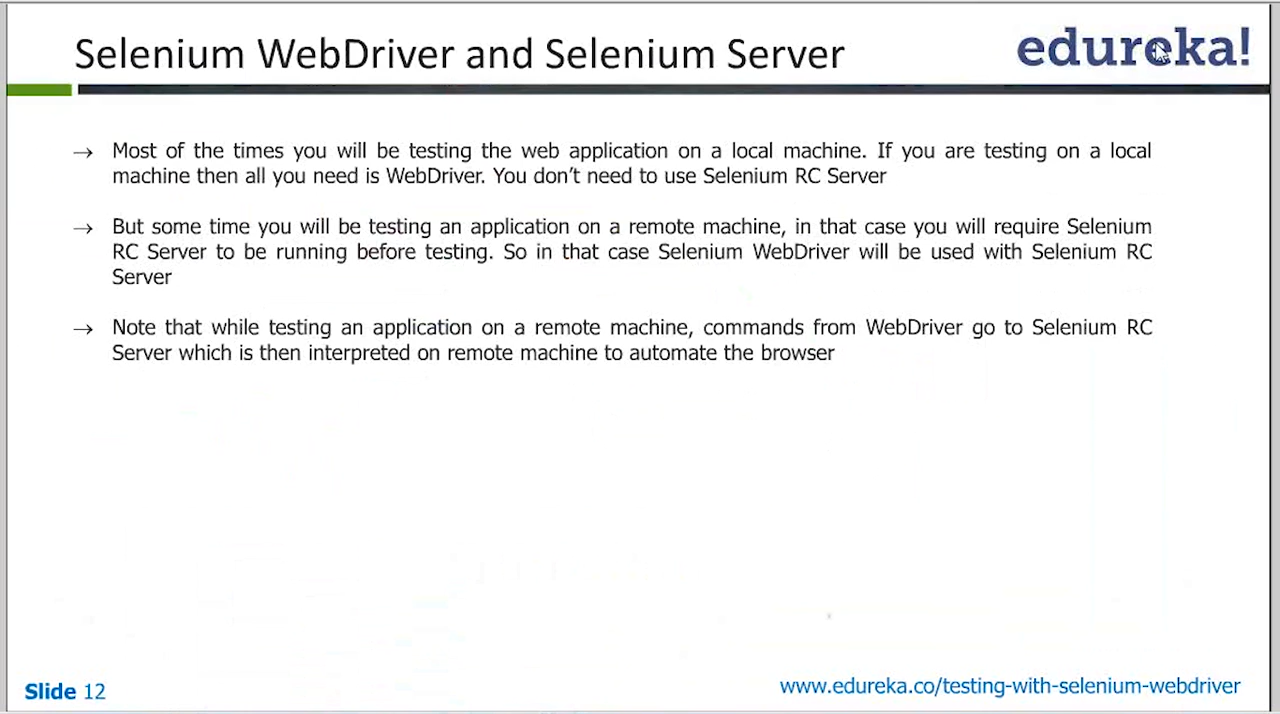 Selenium WebDriver and Selenium Server
edureka!
→ Most of the times you will be testing the web application on a local machine. If you are testing on a local
machine then all you need is WebDriver. You don't need to use Selenium RC Server
→ But some time you will be testing an application on a remote machine, in that case you will require Selenium
RC Server to be running before testing. So in that case Selenium WebDriver will be used with Selenium RC
Server
→ Note that while testing an application on a remote machine, commands from WebDriver go to Selenium RC
Server which is then interpreted on remote machine to automate the browser
Slide 12
www.edureka.co/testing-with-selenium-webdriver